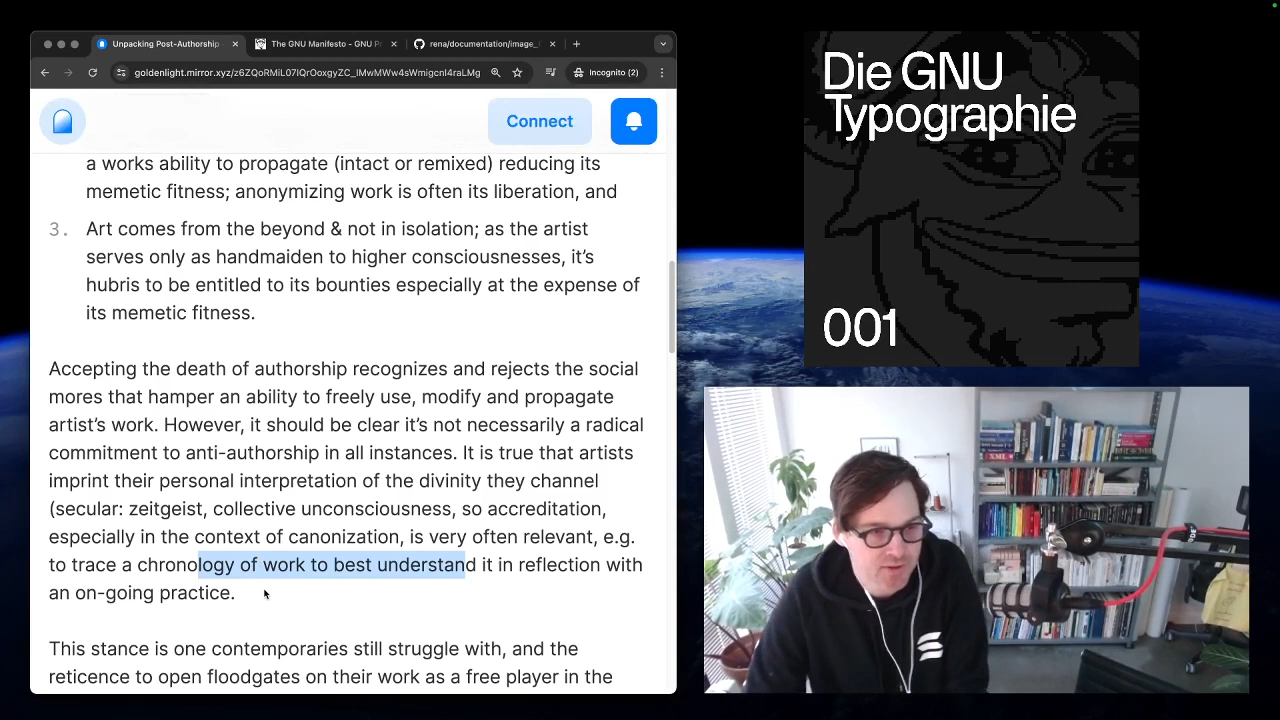 Unpacking Post-Authorship
The GNU Manifesto - GNU P
rena/documentation/image_
goldenlight.mirror.xyz/z6ZQoRMiL07IQrOoxgyZC_lMwMWw4sWmigcnl4raLMg
Incognito (2)
Connect
a works ability to propagate (intact or remixed) reducing its
memetic fitness; anonymizing work is often its liberation, and
3. Art comes from the beyond & not in isolation; as the artist
serves only as handmaiden to higher consciousnesses, it's
hubris to be entitled to its bounties especially at the expense of
its memetic fitness.
Accepting the death of authorship recognizes and rejects the social
mores that hamper an ability to freely use, modify and propagate
artist's work. However, it should be clear it's not necessarily a radical
commitment to anti-authorship in all instances. It is true that artists
imprint their personal interpretation of the divinity they channel
(secular: zeitgeist, collective unconsciousness, so accreditation,
especially in the context of canonization, is very often relevant, e.g.
to trace a chronology of work to best understand it in reflection with
an on-going practice.
This stance is one contemporaries still struggle with, and the
reticence to open floodgates on their work as a free player in the
Die GNU
Typographie
001
XML